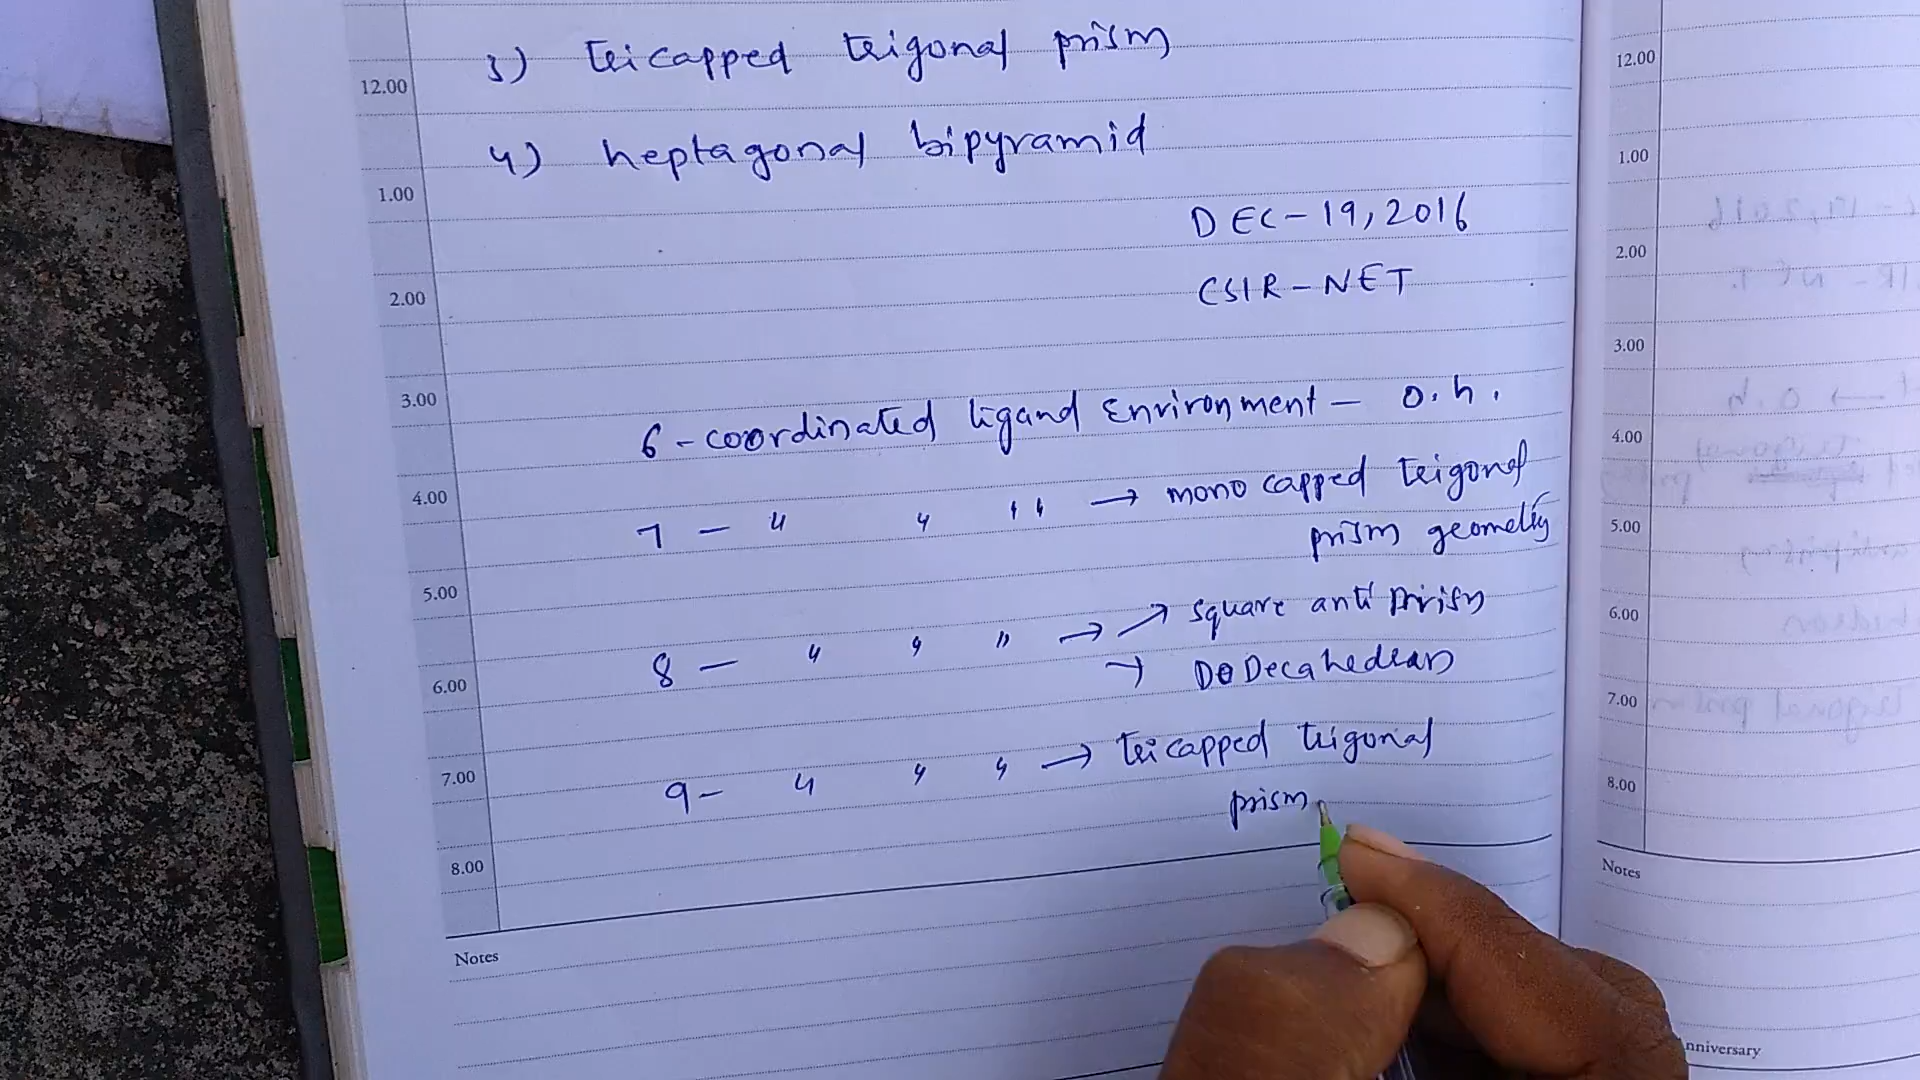 12.00
3) tricapped trigonal prism
4) heptagonal bipyramid
1.00
DEC-19, 2016
2.00
CSIR-NET
3.00
6-coordinated ligand Environment - O.h.
4.00
7 - " " " → mono capped trigonal
prism geometry
5.00
8 - " " " → → square anti prism
6.00
→ DoDecahedran
7.00
9 - " " " → tricapped trigonal
prism
8.00
Notes
12.00
1.00
2.00
3.00
4.00
5.00
6.00
7.00
8.00
Notes
nniversary